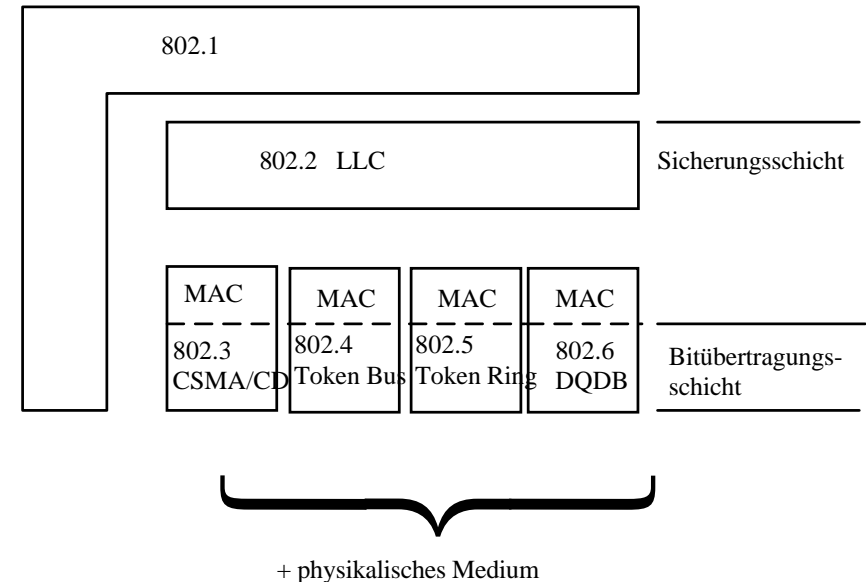 802.1
802.2 LLC
Sicherungsschicht
MAC
MAC
MAC
MAC
802.3
CSMA/CD
802.4
Token Bus
802.5
Token Ring
802.6
DQDB
Bitübertragungs-
schicht
+ physikalisches Medium